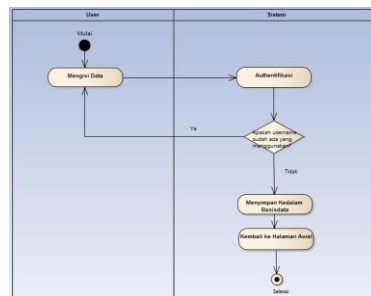 User
Sistem
Mulai
Mengisi Data
Authentifikasi
Ya
Apakah username
sudah ada yang
menggunakan?
Tidak
Menyimpan Kedalam
Basisdata
Kembali ke Halaman Awal
Selesai